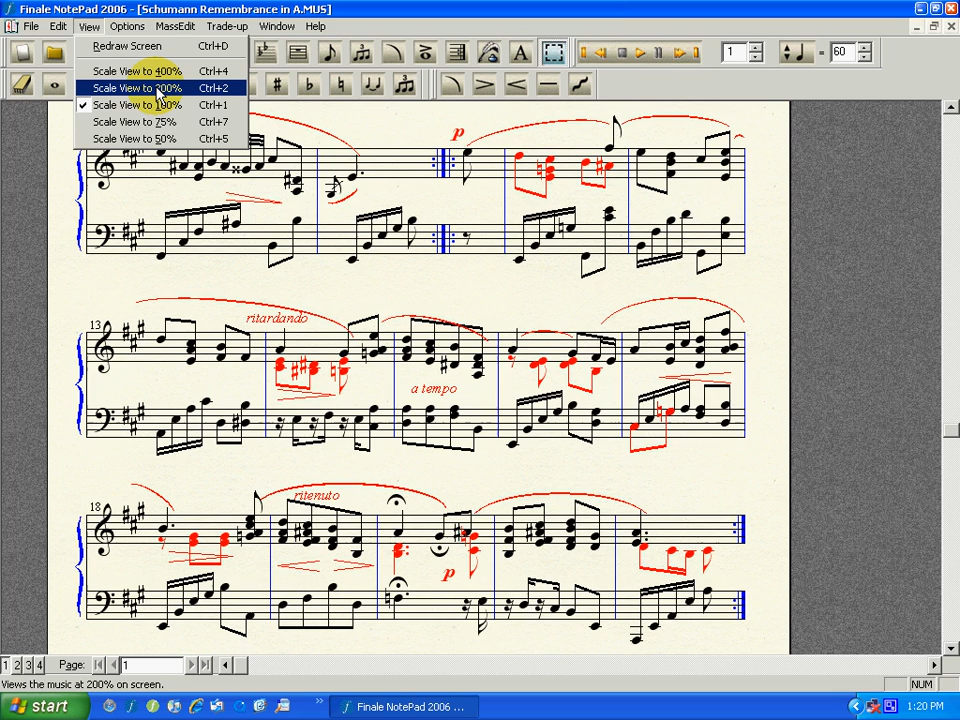 Finale NotePad 2006 - [Schumann Remembrance in A.MUS]
File Edit View Options MassEdit Trade-up Window Help
Redraw Screen Ctrl+D
Scale View to 400% Ctrl+4
Scale View to 200% Ctrl+2
Scale View to 100% Ctrl+1
Scale View to 75% Ctrl+7
Scale View to 50% Ctrl+5
A 1 = 60
p
13
ritardando
a tempo
18
ritenuto
p
1 2 3 4 Page: 1
Views the music at 200% on screen. NUM
start Finale NotePad 2006 ... 1:20 PM